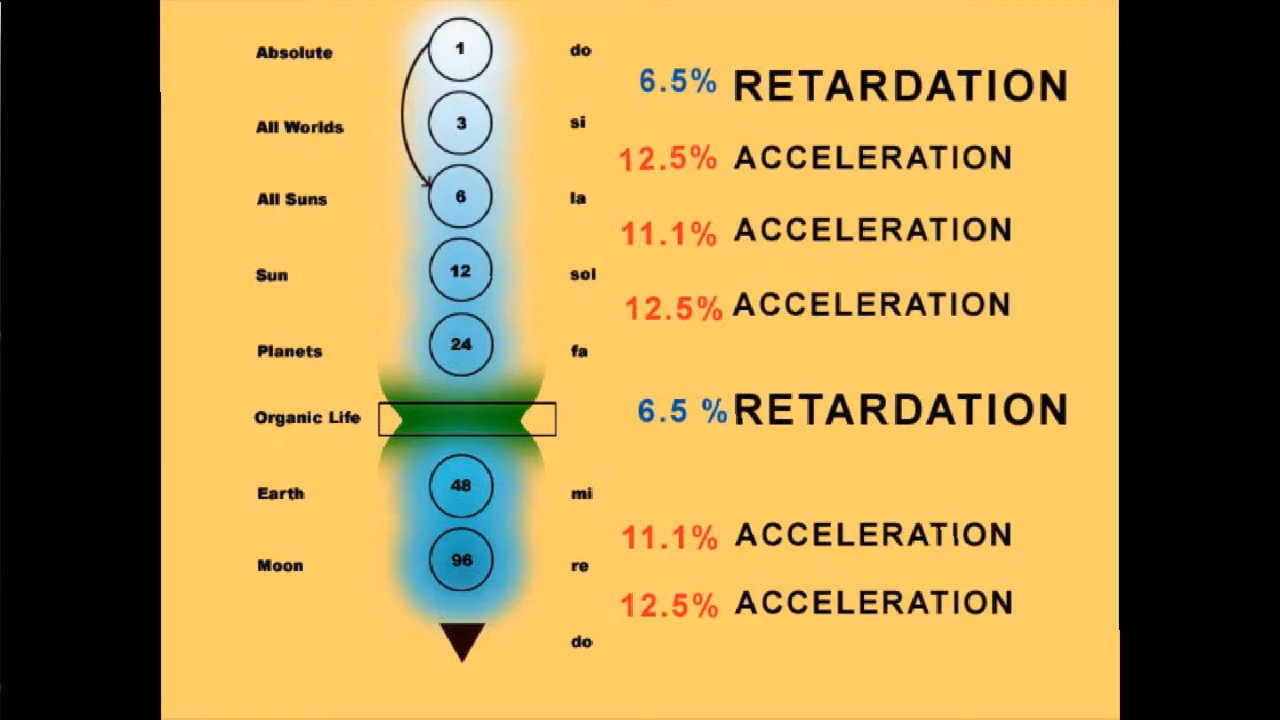 Absolute 1 do
6.5% RETARDATION
All Worlds 3 si
12.5% ACCELERATION
All Suns 6 la
11.1% ACCELERATION
Sun 12 sol
12.5% ACCELERATION
Planets 24 fa
Organic Life 6.5 % RETARDATION
Earth 48 mi
11.1% ACCELERATION
Moon 96 re
12.5% ACCELERATION
do